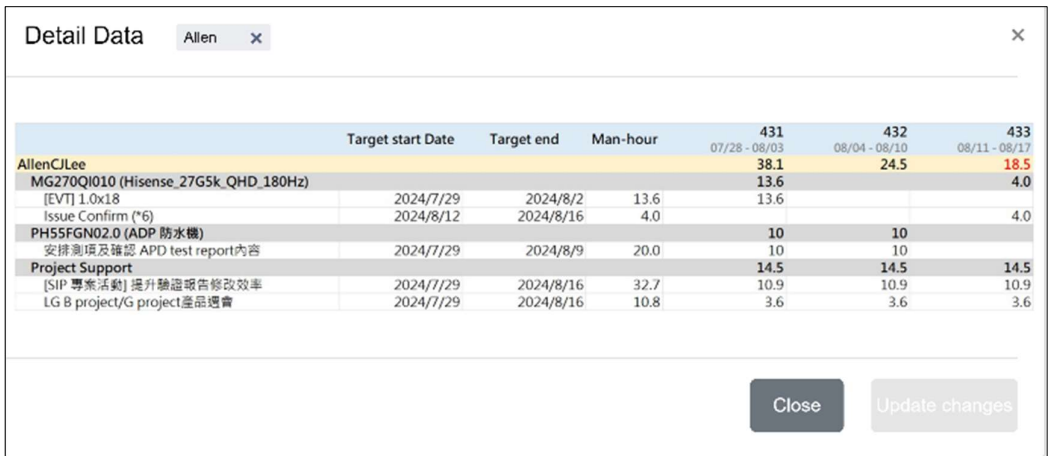 Detail Data Allen × ×
Target start Date Target end Man-hour 431 432 433
07/28 - 08/03 08/04 - 08/10 08/11 - 08/17
AllenCJLee 38.1 24.5 18.5
MG270QI010 (Hisense_27G5k_QHD_180Hz) 13.6 4.0
[EVT] 1.0x18 2024/7/29 2024/8/2 13.6 13.6
Issue Confirm (*6) 2024/8/12 2024/8/16 4.0 4.0
PH55FGN02.0 (ADP 防水機) 10 10
安排測項及確認 APD test report內容 2024/7/29 2024/8/9 20.0 10 10
Project Support 14.5 14.5 14.5
[SIP 專案活動] 提升驗證報告修改效率 2024/7/29 2024/8/16 32.7 10.9 10.9 10.9
LG B project/G project產品週會 2024/7/29 2024/8/16 10.8 3.6 3.6 3.6
Close Update changes